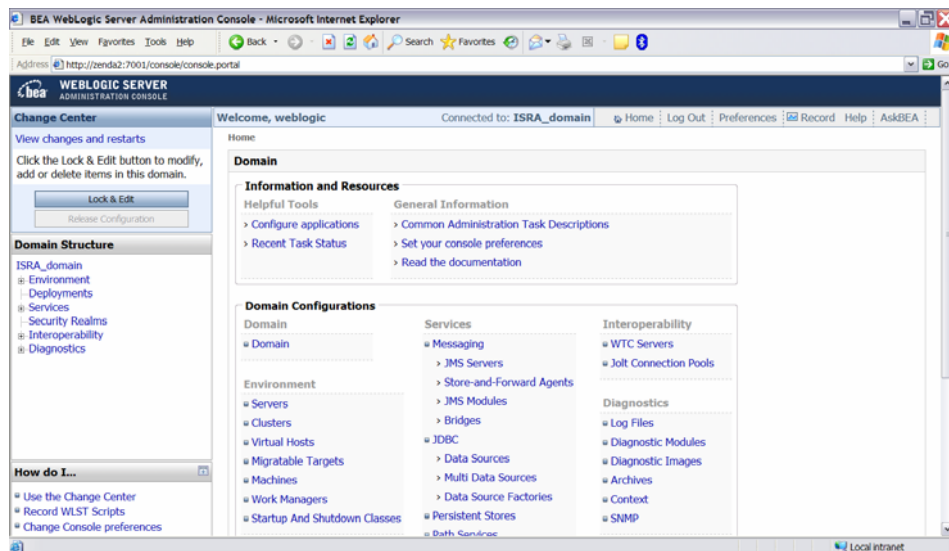 BEA WebLogic Server Administration Console - Microsoft Internet Explorer
File Edit View Favorites Tools Help
Back Search Favorites
Address http://zenda2:7001/console/console.portal Go
bea WEBLOGIC SERVER
ADMINISTRATION CONSOLE
Change Center
View changes and restarts
Click the Lock & Edit button to modify,
add or delete items in this domain.
Lock & Edit
Release Configuration
Domain Structure
ISRA_domain
Environment
Deployments
Services
Security Realms
Interoperability
Diagnostics
How do I...
Use the Change Center
Record WLST Scripts
Change Console preferences
Welcome, weblogic Connected to: ISRA_domain Home Log Out Preferences Record Help AskBEA
Home
Domain
Information and Resources
Helpful Tools
Configure applications
Recent Task Status
General Information
Common Administration Task Descriptions
Set your console preferences
Read the documentation
Domain Configurations
Domain
Domain
Environment
Servers
Clusters
Virtual Hosts
Migratable Targets
Machines
Work Managers
Startup And Shutdown Classes
Services
Messaging
JMS Servers
Store-and-Forward Agents
JMS Modules
Bridges
JDBC
Data Sources
Multi Data Sources
Data Source Factories
Persistent Stores
Path Services
Interoperability
WTC Servers
Jolt Connection Pools
Diagnostics
Log Files
Diagnostic Modules
Diagnostic Images
Archives
Context
SNMP
Local intranet